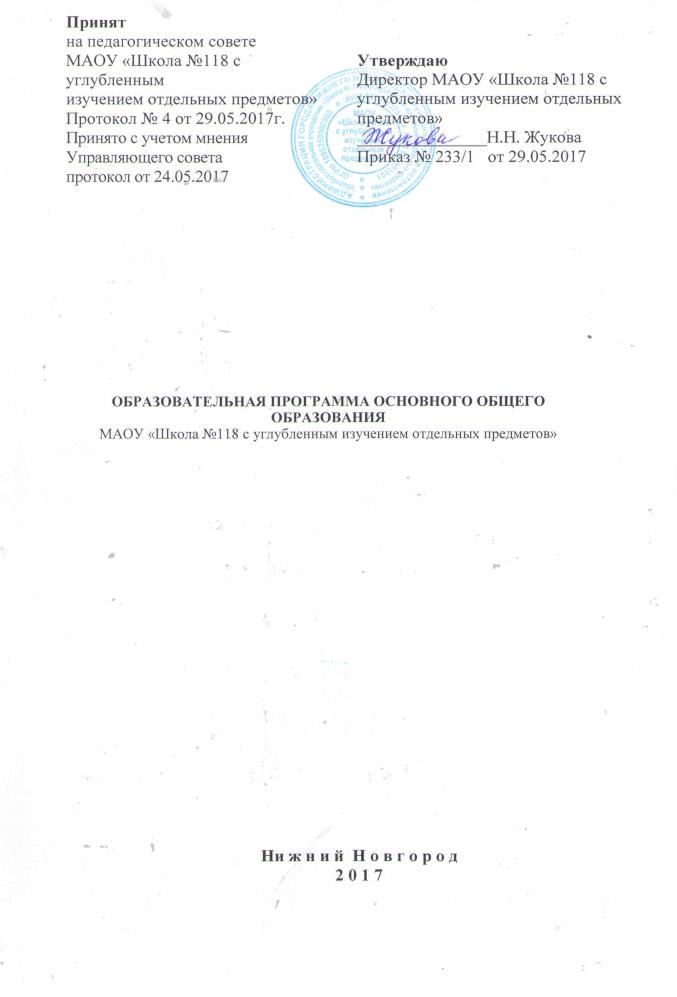 Принят
на педагогическом совете
МАОУ «Школа №118 с
углубленным
изучением отдельных предметов»
Протокол № 4 от 29.05.2017г.
Принято с учетом мнения
Управляющего совета
протокол от 24.05.2017
Утверждаю
Директор МАОУ «Школа №118 с
углубленным изучением отдельных
предметов»
Жукова Н.Н. Жукова
Приказ № 233/1 от 29.05.2017
ОБРАЗОВАТЕЛЬНАЯ ПРОГРАММА ОСНОВНОГО ОБЩЕГО
ОБРАЗОВАНИЯ
МАОУ «Школа №118 с углубленным изучением отдельных предметов»
Нижний Новгород
2017